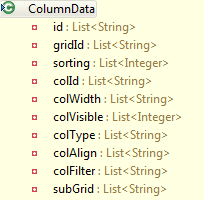 ColumnData
id : List<String>
gridId : List<String>
sorting : List<Integer>
colId : List<String>
colWidth : List<String>
colVisible : List<Integer>
colType : List<String>
colAlign : List<String>
colFilter : List<String>
subGrid : List<String>